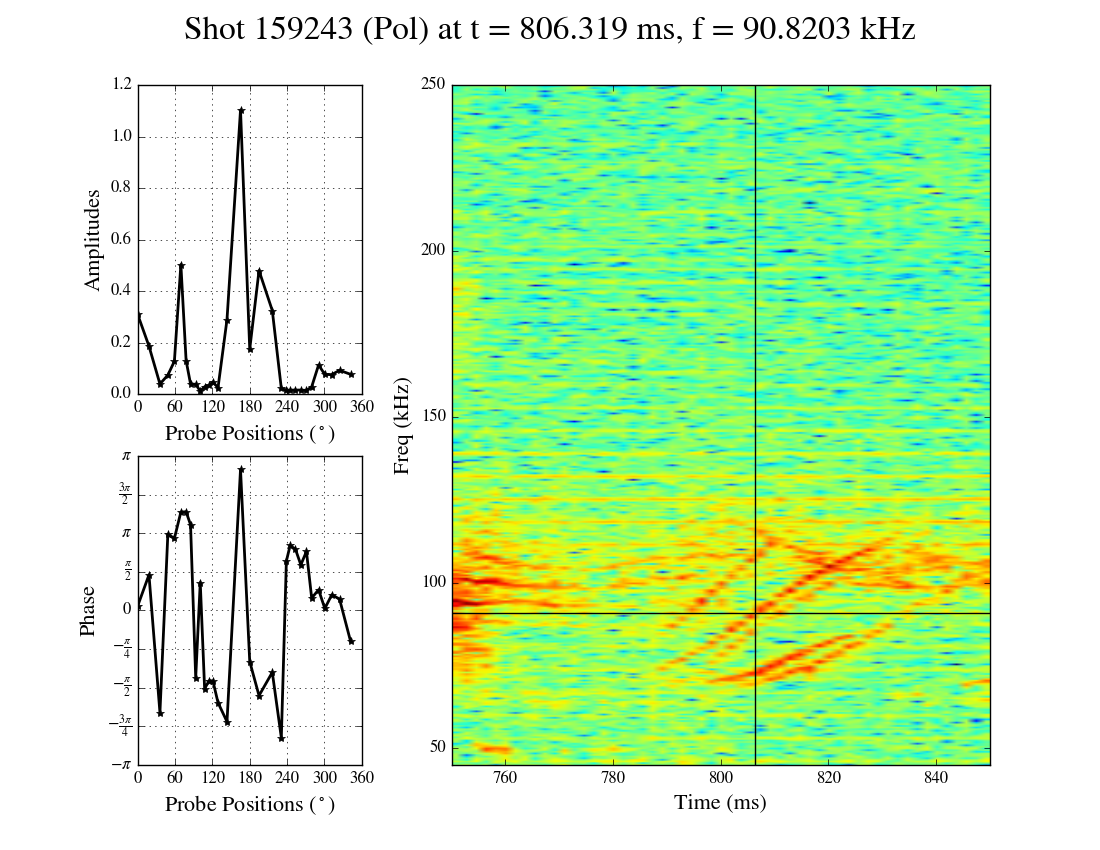 Shot 159243 (Pol) at t = 806.319 ms, f = 90.8203 kHz
1.2
1.0
0.8
0.6
0.4
0.2
0.0
Amplitudes
0 60 120 180 240 300 360
Probe Positions (°)
π
3π/2
π
π/2
0
−π/4
−π/2
−3π/4
−π
Phase
0 60 120 180 240 300 360
Probe Positions (°)
250
200
150
100
50
Freq (kHz)
760 780 800 820 840
Time (ms)